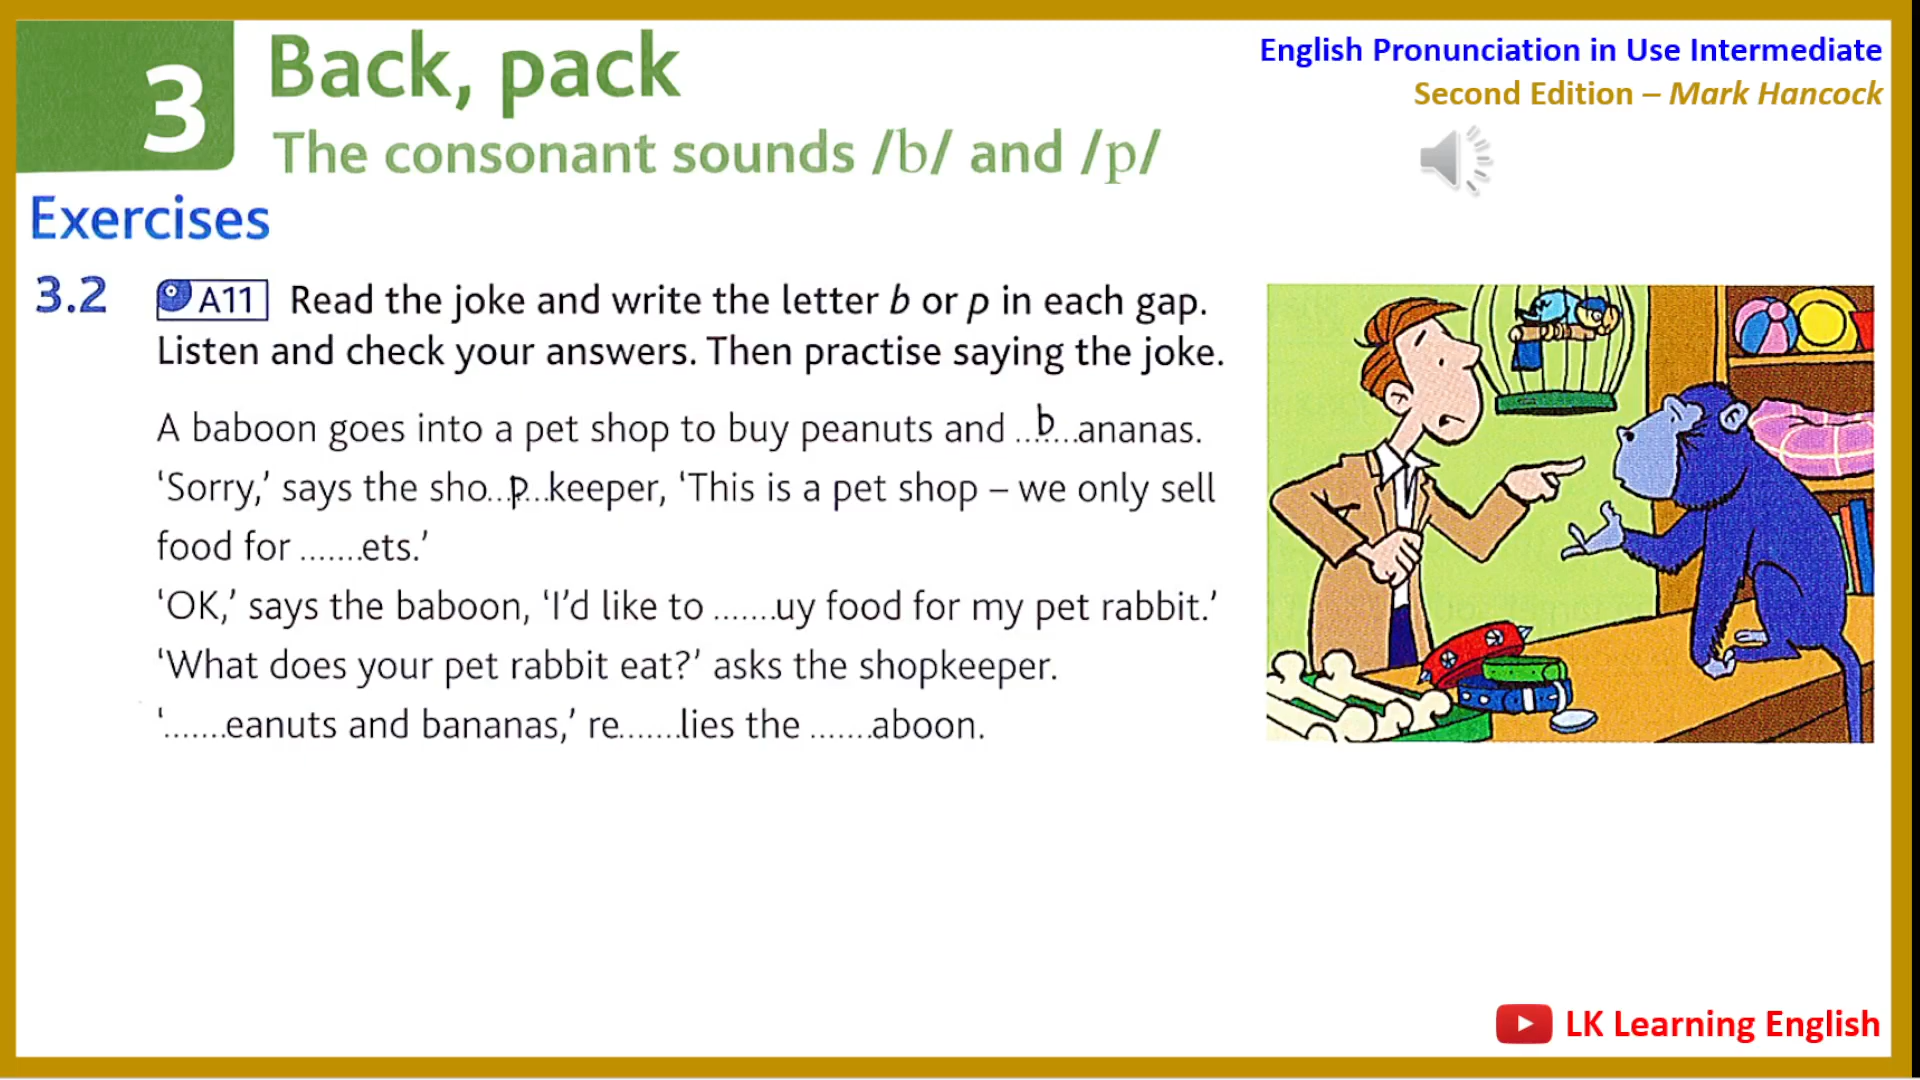 3
Back, pack
The consonant sounds /b/ and /p/
English Pronunciation in Use Intermediate
Second Edition – Mark Hancock
Exercises
3.2 A11 Read the joke and write the letter b or p in each gap.
Listen and check your answers. Then practise saying the joke.
A baboon goes into a pet shop to buy peanuts and ...b...ananas.
‘Sorry,’ says the sho...p...keeper, ‘This is a pet shop – we only sell
food for .......ets.’
‘OK,’ says the baboon, ‘I’d like to .......uy food for my pet rabbit.’
‘What does your pet rabbit eat?’ asks the shopkeeper.
‘.......eanuts and bananas,’ re.......lies the .......aboon.
LK Learning English